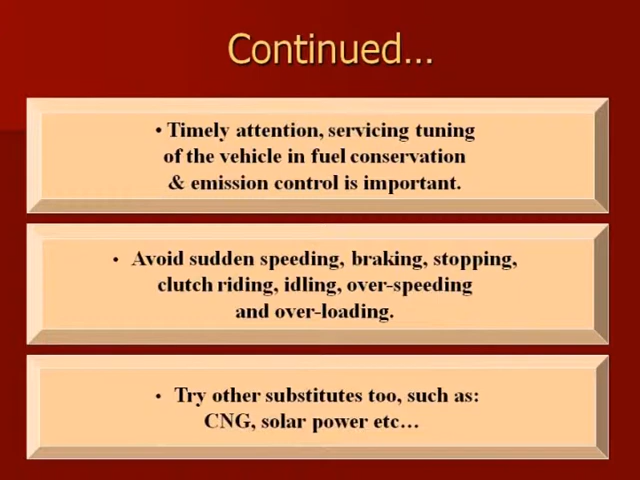 Continued…
• Timely attention, servicing tuning
of the vehicle in fuel conservation
& emission control is important.
• Avoid sudden speeding, braking, stopping,
clutch riding, idling, over-speeding
and over-loading.
• Try other substitutes too, such as:
CNG, solar power etc…